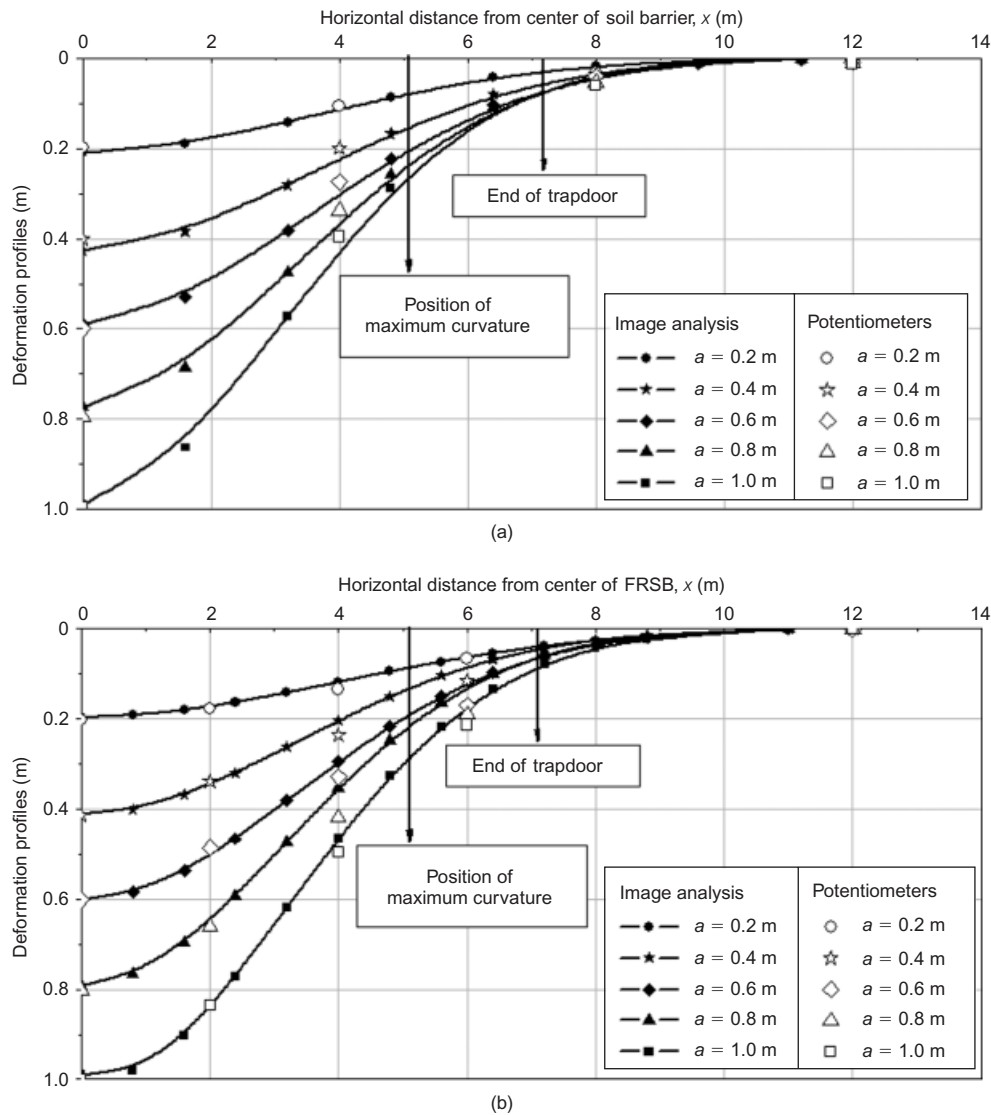 Horizontal distance from center of soil barrier, x (m)
0 2 4 6 8 10 12 14
0
0.2
0.4
0.6
0.8
1.0
Deformation profiles (m)
End of trapdoor
Position of
maximum curvature
Image analysis Potentiometers
a = 0.2 m a = 0.2 m
a = 0.4 m a = 0.4 m
a = 0.6 m a = 0.6 m
a = 0.8 m a = 0.8 m
a = 1.0 m a = 1.0 m
(a)
Horizontal distance from center of FRSB, x (m)
0 2 4 6 8 10 12 14
0
0.2
0.4
0.6
0.8
1.0
Deformation profiles (m)
End of trapdoor
Position of
maximum curvature
Image analysis Potentiometers
a = 0.2 m a = 0.2 m
a = 0.4 m a = 0.4 m
a = 0.6 m a = 0.6 m
a = 0.8 m a = 0.8 m
a = 1.0 m a = 1.0 m
(b)